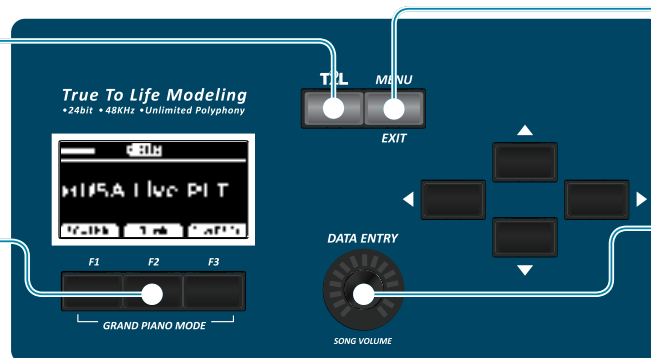 T2L MENU
True To Life Modeling
•24bit •48KHz •Unlimited Polyphony
EXIT
DATA ENTRY
F1 F2 F3
GRAND PIANO MODE
SONG VOLUME